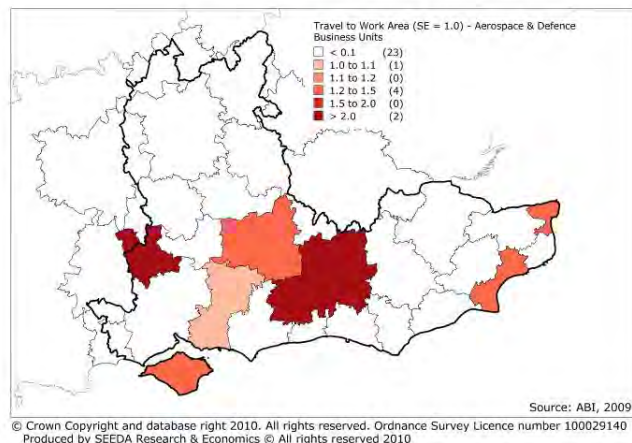 Travel to Work Area (SE = 1.0) - Aerospace & Defence
Business Units
< 0.1 (23)
1.0 to 1.1 (1)
1.1 to 1.2 (0)
1.2 to 1.5 (4)
1.5 to 2.0 (0)
> 2.0 (2)
Source: ABI, 2009
© Crown Copyright and database right 2010. All rights reserved. Ordnance Survey Licence number 100029140
Produced by SEEDA Research & Economics © All rights reserved 2010